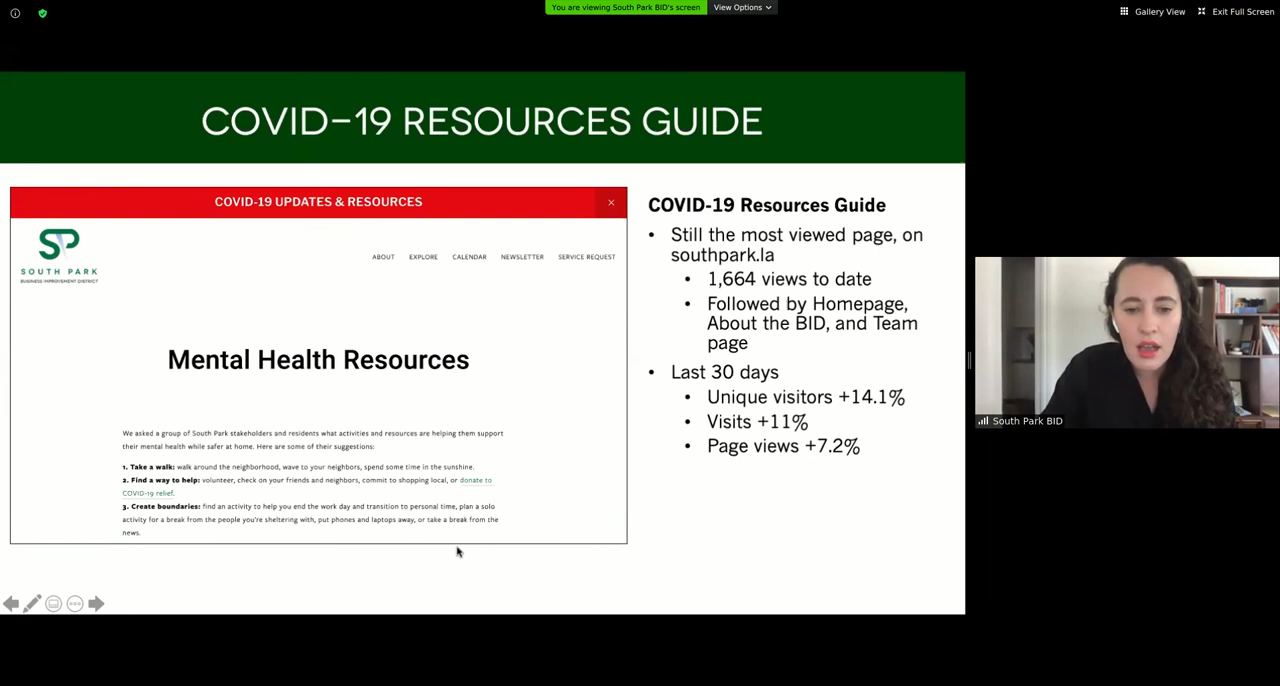 You are viewing South Park BID's screen
View Options
Gallery View
Exit Full Screen
COVID-19 RESOURCES GUIDE
COVID-19 UPDATES & RESOURCES
×
SP
SOUTH PARK
BUSINESS IMPROVEMENT DISTRICT
ABOUT
EXPLORE
CALENDAR
NEWSLETTER
SERVICE REQUEST
Mental Health Resources
We asked a group of South Park stakeholders and residents what activities and resources are helping them support
their mental health while safer at home. Here are some of their suggestions:
1. Take a walk: walk around the neighborhood, wave to your neighbors, spend some time in the sunshine.
2. Find a way to help: volunteer, check on your friends and neighbors, commit to shopping local, or donate to
COVID-19 relief.
3. Create boundaries: find an activity to help you end the work day and transition to personal time, plan a solo
activity for a break from the people you're sheltering with, put phones and laptops away, or take a break from the
news.
COVID-19 Resources Guide
• Still the most viewed page, on
southpark.la
• 1,664 views to date
• Followed by Homepage,
About the BID, and Team
page
• Last 30 days
• Unique visitors +14.1%
• Visits +11%
• Page views +7.2%
South Park BID